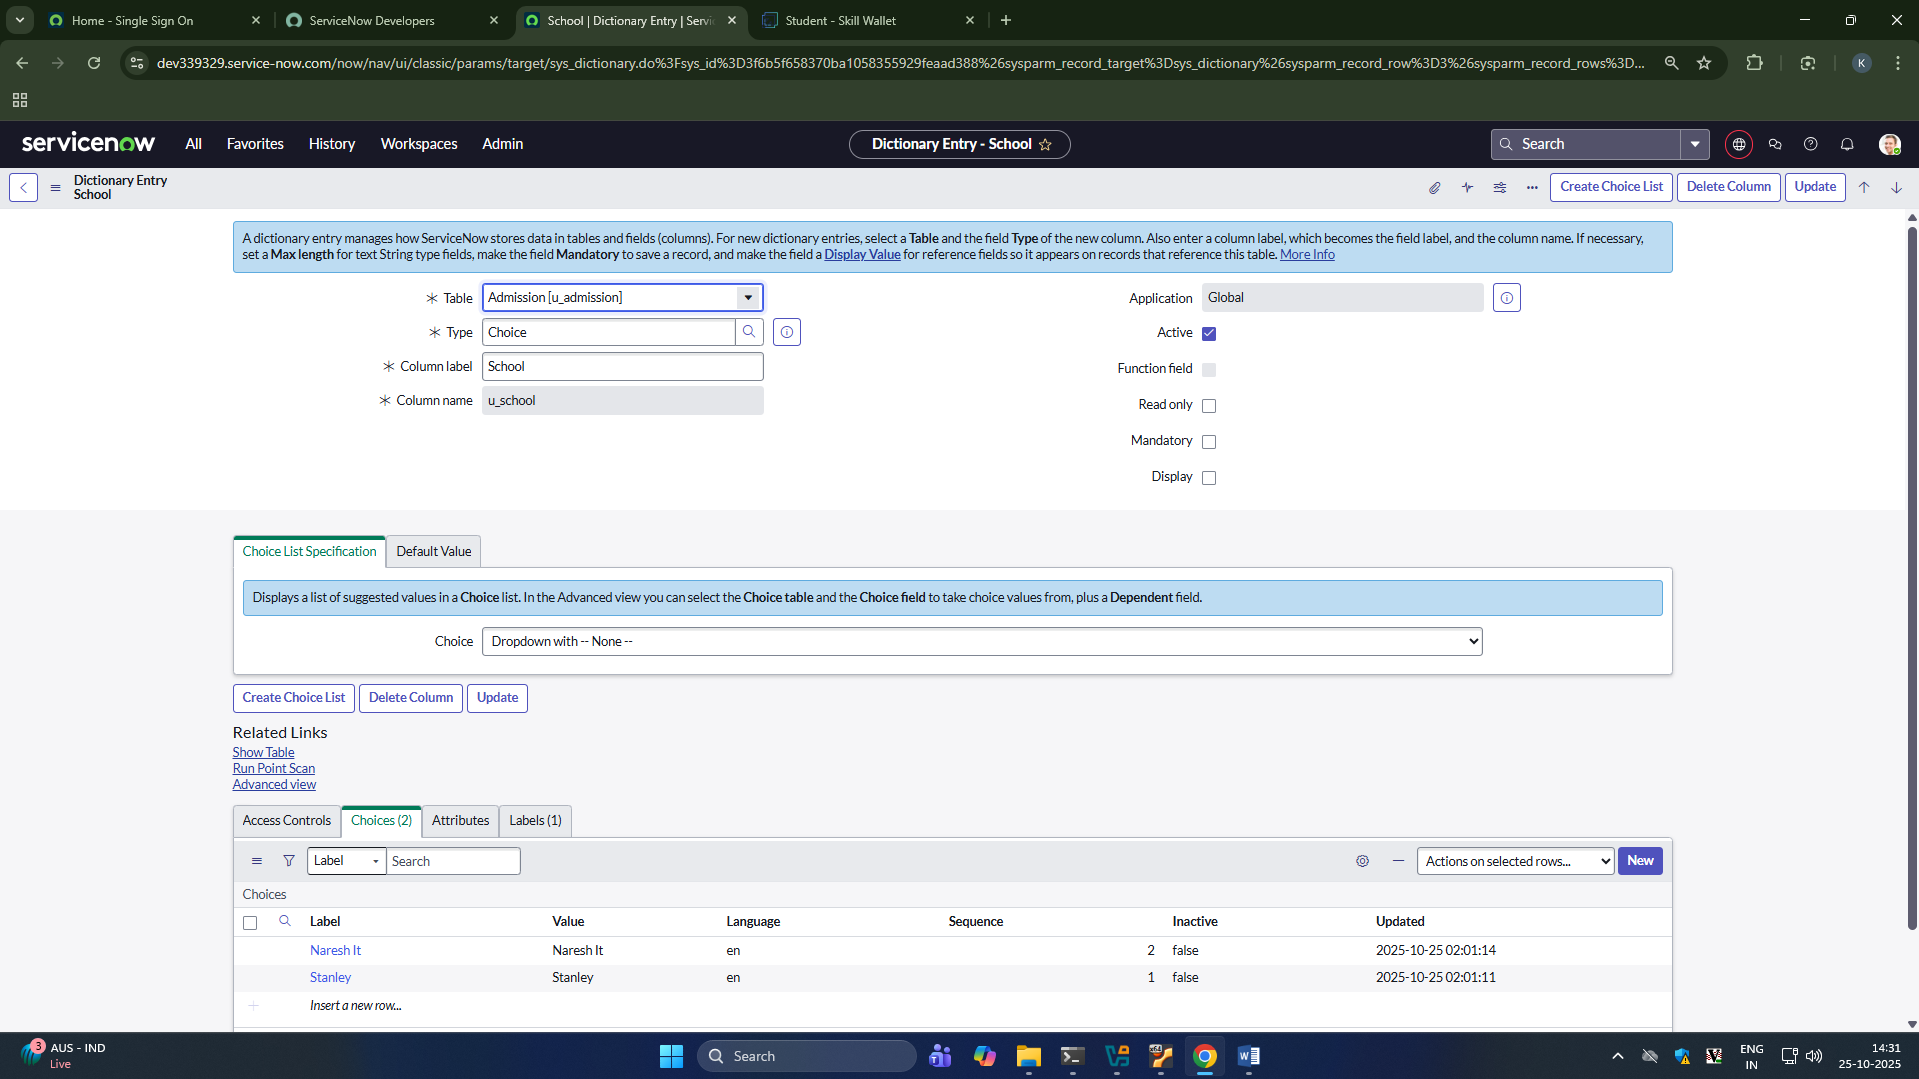 Home - Single Sign On
ServiceNow Developers
School | Dictionary Entry | Servi
Student - Skill Wallet
dev339329.service-now.com/now/nav/ui/classic/params/target/sys_dictionary.do%3Fsys_id%3D3f6b5f658370ba1058355929feaad388%26sysparm_record_target%3Dsys_dictionary%26sysparm_record_row%3D3%26sysparm_record_rows%3D...
K
servicenow
All
Favorites
History
Workspaces
Admin
Dictionary Entry - School
Search
Dictionary Entry
School
Create Choice List
Delete Column
Update
A dictionary entry manages how ServiceNow stores data in tables and fields (columns). For new dictionary entries, select a Table and the field Type of the new column. Also enter a column label, which becomes the field label, and the column name. If necessary,
set a Max length for text String type fields, make the field Mandatory to save a record, and make the field a Display Value for reference fields so it appears on records that reference this table. More Info
Table
Admission [u_admission]
Application
Global
Type
Choice
Active
Column label
School
Function field
Column name
u_school
Read only
Mandatory
Display
Choice List Specification
Default Value
Displays a list of suggested values in a Choice list. In the Advanced view you can select the Choice table and the Choice field to take choice values from, plus a Dependent field.
Choice
Dropdown with -- None --
Create Choice List
Delete Column
Update
Related Links
Show Table
Run Point Scan
Advanced view
Access Controls
Choices (2)
Attributes
Labels (1)
Label
Search
Actions on selected rows...
New
Choices
Label Value Language Sequence Inactive Updated
Naresh It Naresh It en 2 false 2025-10-25 02:01:14
Stanley Stanley en 1 false 2025-10-25 02:01:11
Insert a new row...
3
AUS - IND
Live
Search
x64
ENG
IN
14:31
25-10-2025